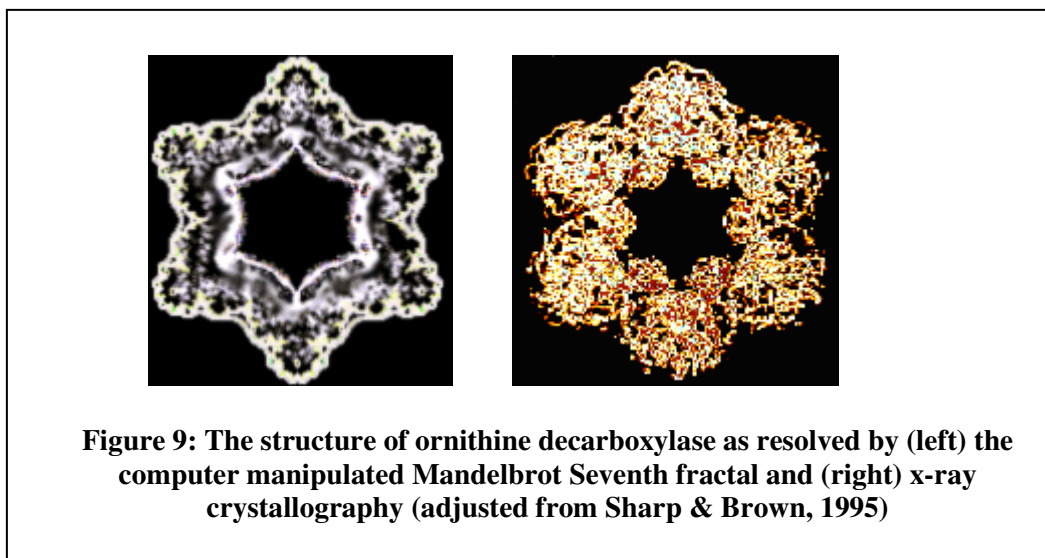 Figure 9: The structure of ornithine decarboxylase as resolved by (left) the
computer manipulated Mandelbrot Seventh fractal and (right) x-ray
crystallography (adjusted from Sharp & Brown, 1995)